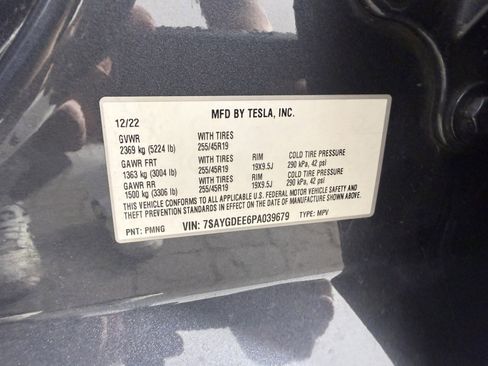 MFD BY TESLA, INC.
12/22
GVWR WITH TIRES
2369 kg (5224 lb) 255/45R19
GAWR FRT WITH TIRES RIM COLD TIRE PRESSURE
1363 kg (3004 lb) 255/45R19 19X9.5J 290 kPa, 42 psi
GAWR RR WITH TIRES RIM COLD TIRE PRESSURE
1500 kg (3306 lb) 255/45R19 19X9.5J 290 kPa, 42 psi
THIS VEHICLE CONFORMS TO ALL APPLICABLE U.S. FEDERAL MOTOR VEHICLE SAFETY AND
THEFT PREVENTION STANDARDS IN EFFECT ON THE DATE OF MANUFACTURE SHOWN ABOVE.
PNT: PMNG VIN: 7SAYGDEE6PA039679 TYPE: MPV